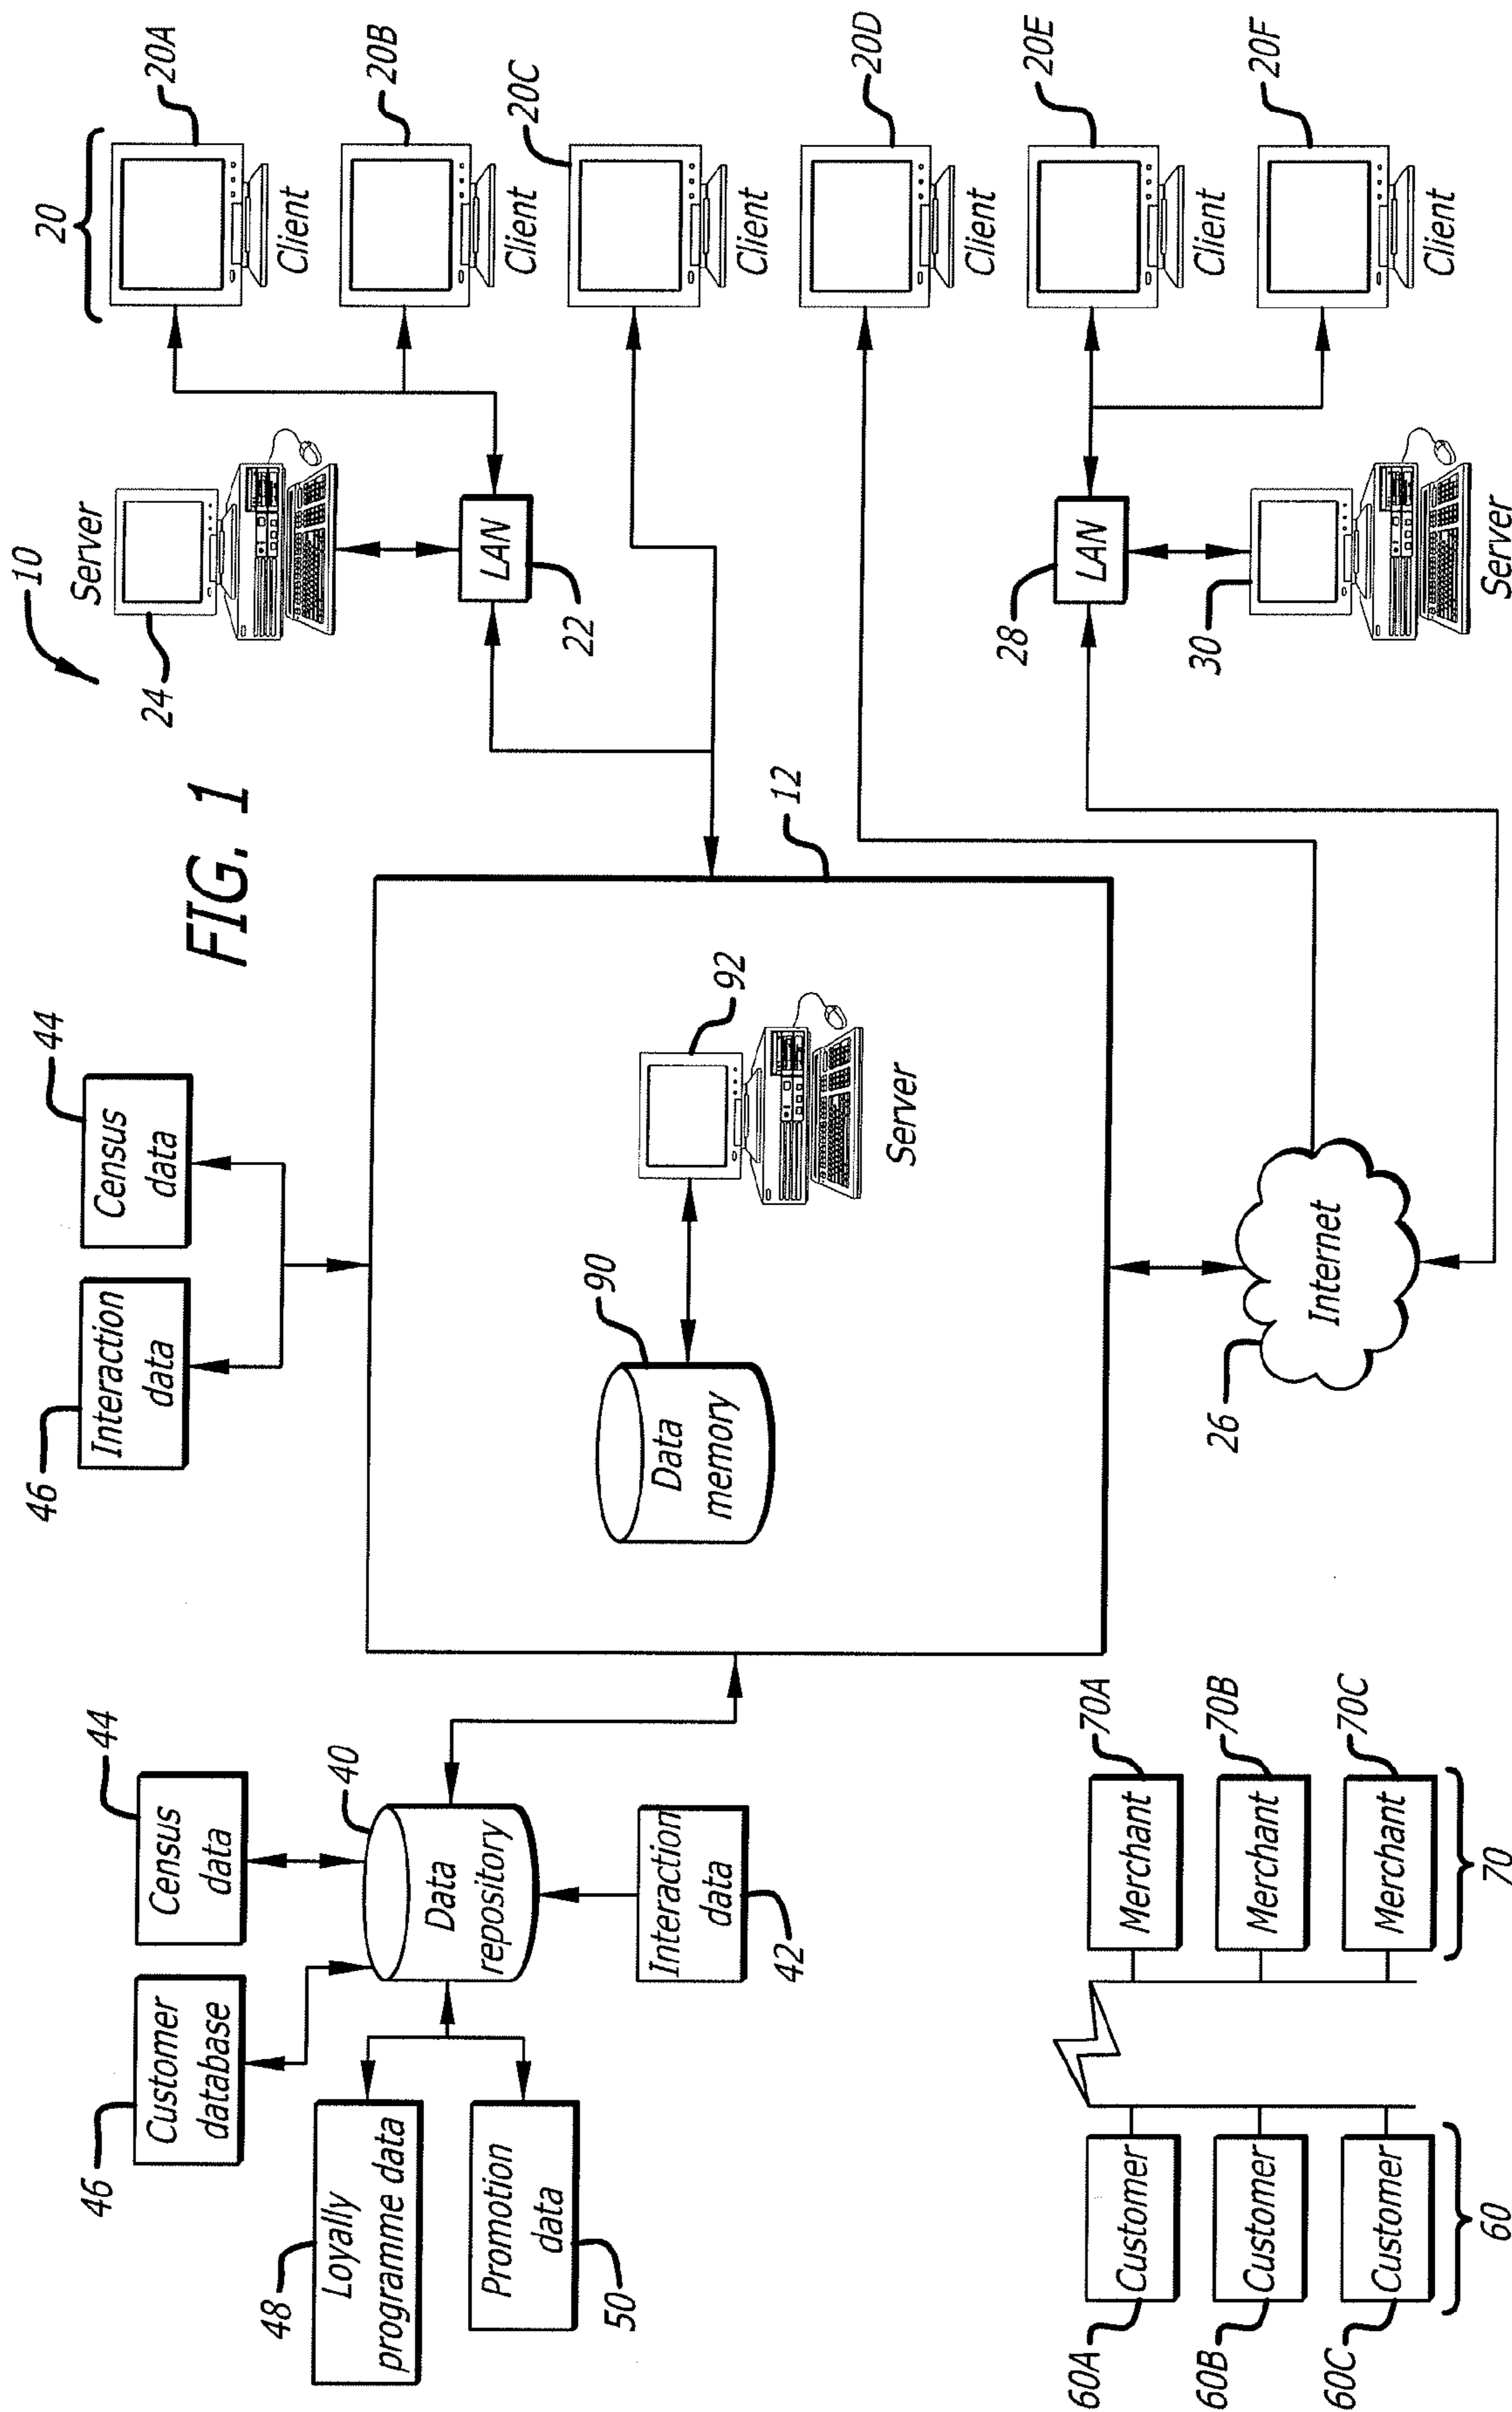 FIG. 1
10
46
Interaction
data
44
Census
data
Server
24
20
20A
Client
20B
Client
20C
Client
20D
Client
20E
Client
20F
Client
LAN
22
12
46
Customer
database
44
Census
data
48
Loyally
programme data
40
Data
repository
50
Promotion
data
Interaction
data
42
90
Data
memory
92
Server
28
LAN
30
Server
26
Internet
60A
Customer
60B
Customer
60C
Customer
60
Merchant
70A
Merchant
70B
Merchant
70C
70